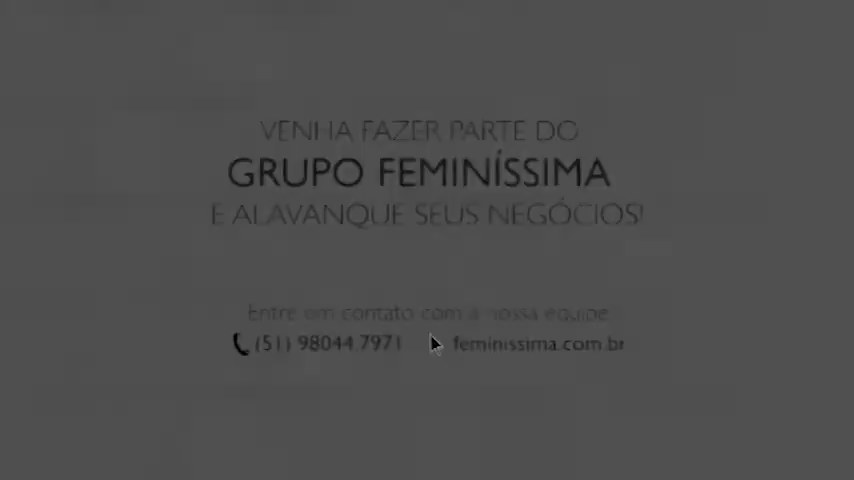 VENHA FAZER PARTE DO
GRUPO FEMINÍSSIMA
E ALAVANQUE SEUS NEGÓCIOS!
Entre em contato com a nossa equipe
(51) 98044.7971 feminissima.com.br